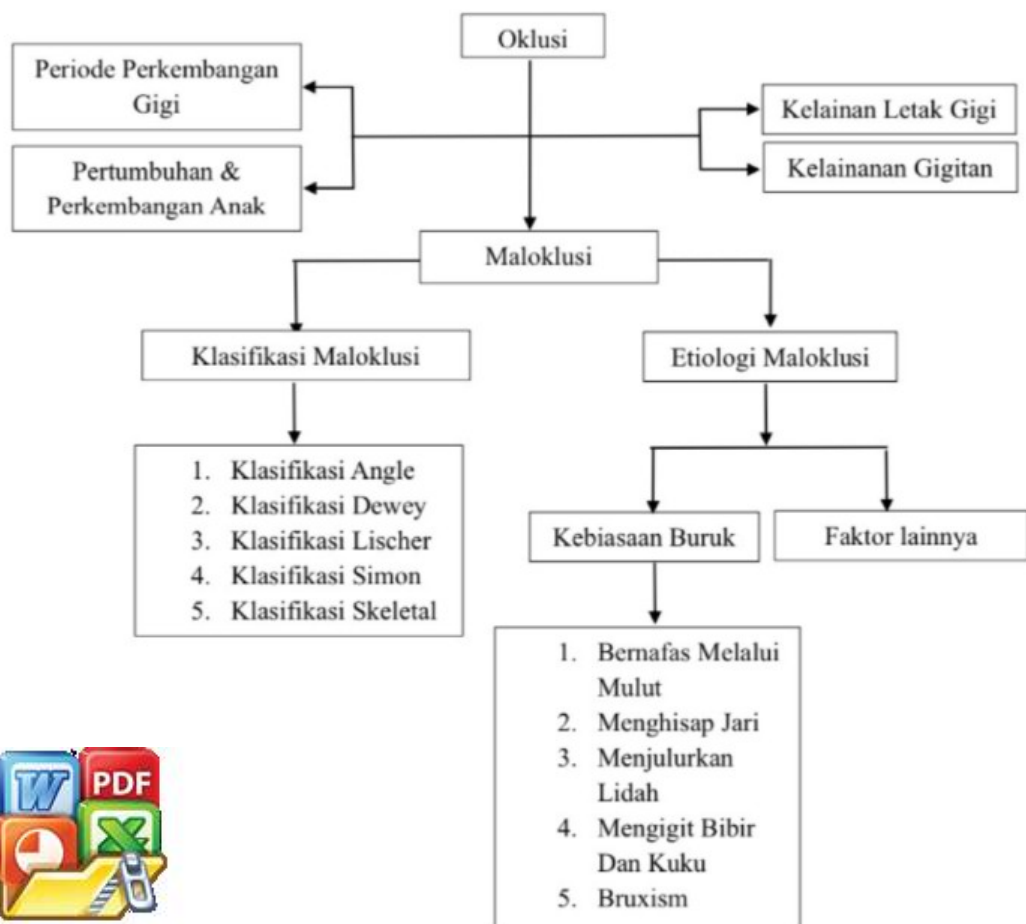 Oklusi
Periode Perkembangan
Gigi
Pertumbuhan &
Perkembangan Anak
Kelainan Letak Gigi
Kelainanan Gigitan
Maloklusi
Klasifikasi Maloklusi
Etiologi Maloklusi
1. Klasifikasi Angle
2. Klasifikasi Dewey
3. Klasifikasi Lischer
4. Klasifikasi Simon
5. Klasifikasi Skeletal
Kebiasaan Buruk
Faktor lainnya
1. Bernafas Melalui
Mulut
2. Menghisap Jari
3. Menjulurkan
Lidah
4. Mengigit Bibir
Dan Kuku
5. Bruxism
W
PDF
X